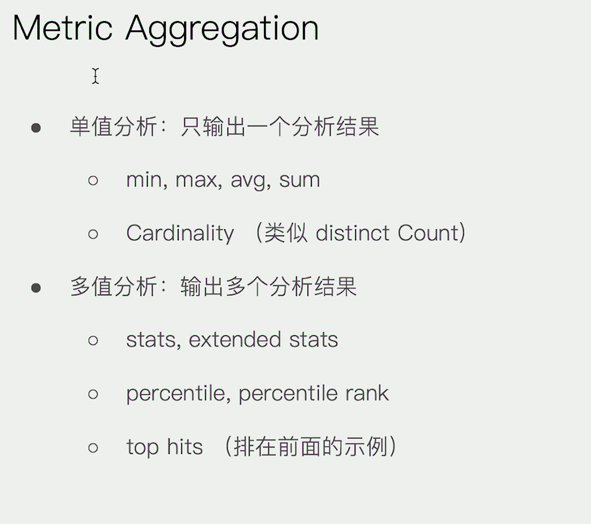 Metric Aggregation
单值分析：只输出一个分析结果
min, max, avg, sum
Cardinality （类似 distinct Count）
多值分析：输出多个分析结果
stats, extended stats
percentile, percentile rank
top hits （排在前面的示例）